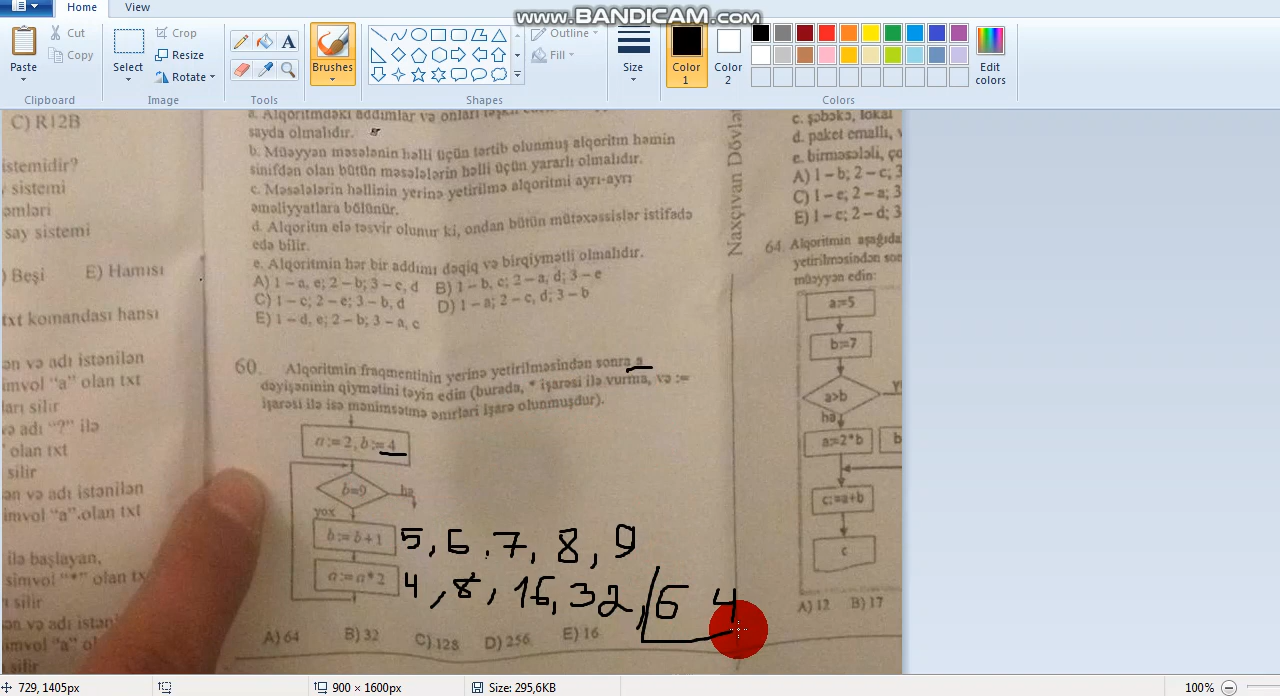 Home View
www.BANDICAM.com
Paste
Cut
Copy
Clipboard
Select
Crop
Resize
Rotate
Image
A
Tools
Brushes
Shapes
Outline
Fill
Size
Color 1
Color 2
Edit colors
Colors
C) R12B
istemidir?
sistemi
say sistemi
Beşi E) Hamısı
txt komandası hansı
ən və adı istənilən
simvol "a" olan txt
silir
və adı "?" ilə
olan txt
silir
ən və adı istənilən
simvol "a" olan txt
ilə başlayan,
simvol "*" olan
silir
ən və adı istənilən
simvol "a" olan txt
silir
a. Alqoritmdəki addımlar və onları
sayda olmalıdır.
b. Müəyyən məsələnin həlli üçün tərtib olunmuş alqoritm həmin
sinifdən olan bütün məsələlərin həlli üçün yararlı olmalıdır.
c. Məsələlərin həllinin yerinə yetirilmə alqoritmi ayrı-ayrı
əməliyyatlara bölünür.
d. Alqoritm elə təsvir olunur ki, ondan bütün mütəxəssislər istifadə
edə bilir.
e. Alqoritmin hər bir addımı dəqiq və birqiymətli olmalıdır.
A) 1 – a, e; 2 – b; 3 – c, d B) 1 – b, c; 2 – a, d; 3 – e
C) 1 – c; 2 – e; 3 – b, d D) 1 – a; 2 – c, d; 3 – b
E) 1 – d, e; 2 – b; 3 – a, c
60. Alqoritmin fraqmentinin yerinə yetirilməsindən sonra a
dəyişəninin qiymətini təyin edin (burada, * işarəsi ilə vurma, və :=
işarəsi ilə isə mənimsətmə əmrləri işarə olunmuşdur).
a:=2, b:=4
b=9 hə
yox
b:= b+1 5, 6, 7, 8, 9
a:= a*2 4, 8, 16, 32, 64
A) 64 B) 32 C) 128 D) 256 E) 16
Naxçıvan
c. şəbəkə, lokal
d. paket emallı,
e. birməsələli,
A) 1 – b; 2 – c; 3
C) 1 – e; 2 – a; 3
E) 1 – c; 2 – d; 3
64. Alqoritmin
yetirilməsindən
müəyyən edin:
a:=5
b:=7
a>b
hə
a:=2*b b
c:=a+b
c
A) 12 B) 17
729, 1405px 900 × 1600px Size: 295,6KB 100%